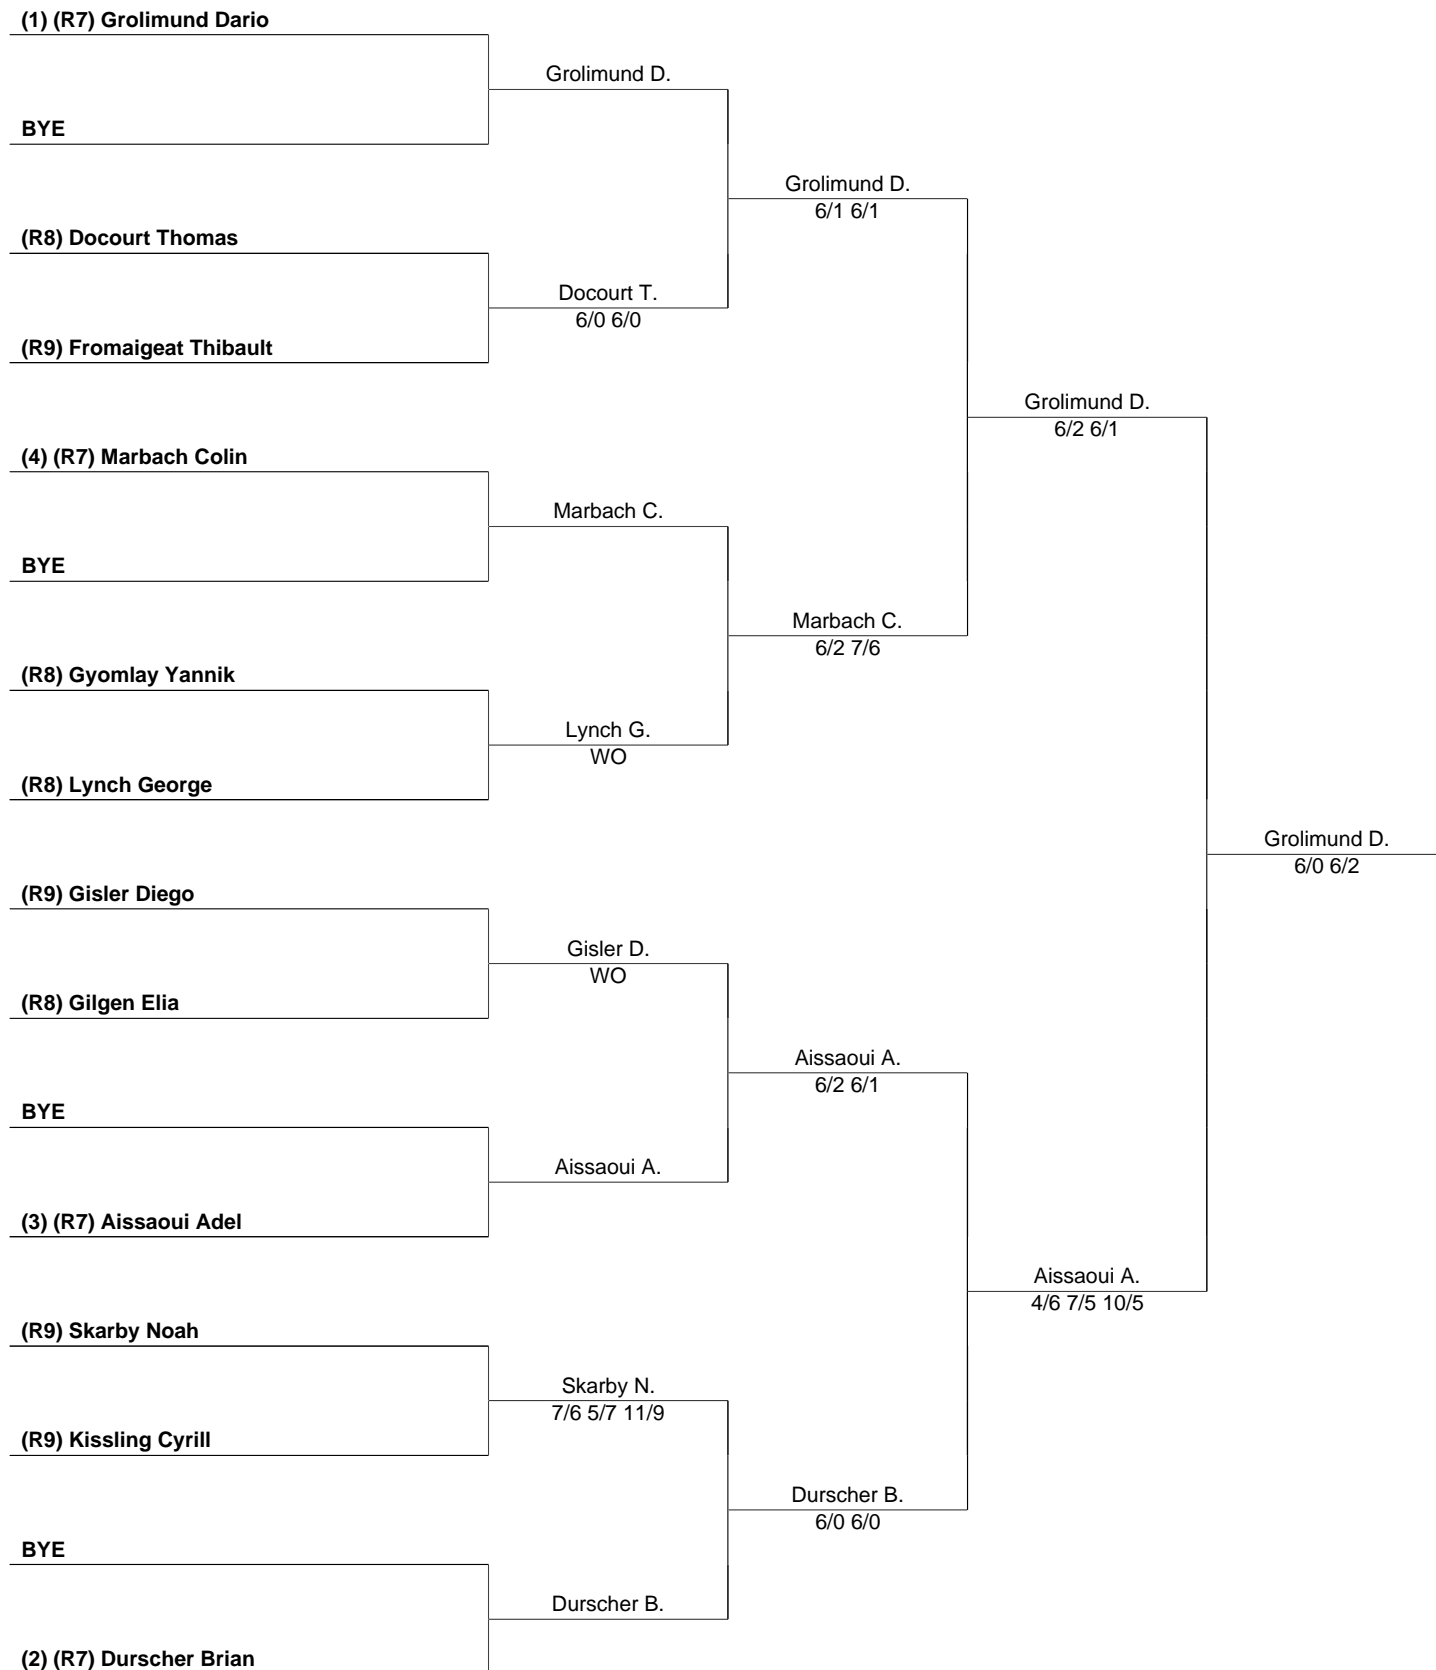 (1) (R7) Grolimund Dario
Grolimund D.
BYE
Grolimund D.
6/1 6/1
(R8) Docourt Thomas
Docourt T.
6/0 6/0
(R9) Fromaigeat Thibault
Grolimund D.
6/2 6/1
(4) (R7) Marbach Colin
Marbach C.
BYE
Marbach C.
6/2 7/6
(R8) Gyomlay Yannik
Lynch G.
WO
(R8) Lynch George
Grolimund D.
6/0 6/2
(R9) Gisler Diego
Gisler D.
WO
(R8) Gilgen Elia
Aissaoui A.
6/2 6/1
BYE
Aissaoui A.
(3) (R7) Aissaoui Adel
Aissaoui A.
4/6 7/5 10/5
(R9) Skarby Noah
Skarby N.
7/6 5/7 11/9
(R9) Kissling Cyrill
Durscher B.
6/0 6/0
BYE
Durscher B.
(2) (R7) Durscher Brian